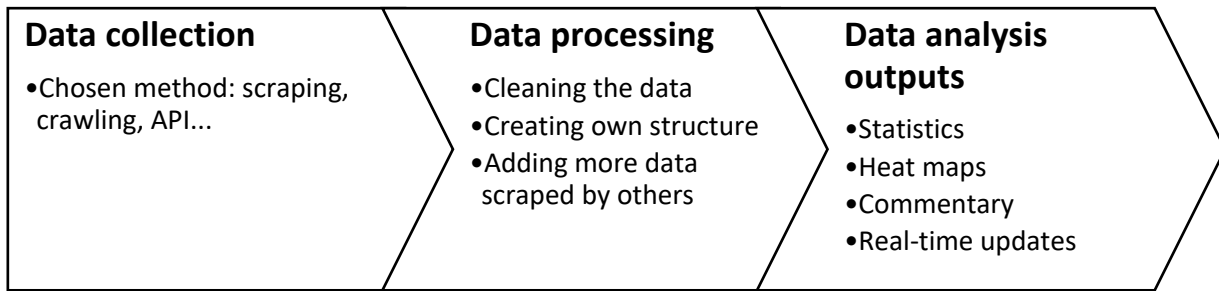 Data collection
•Chosen method: scraping,
crawling, API...
Data processing
•Cleaning the data
•Creating own structure
•Adding more data
scraped by others
Data analysis
outputs
•Statistics
•Heat maps
•Commentary
•Real-time updates